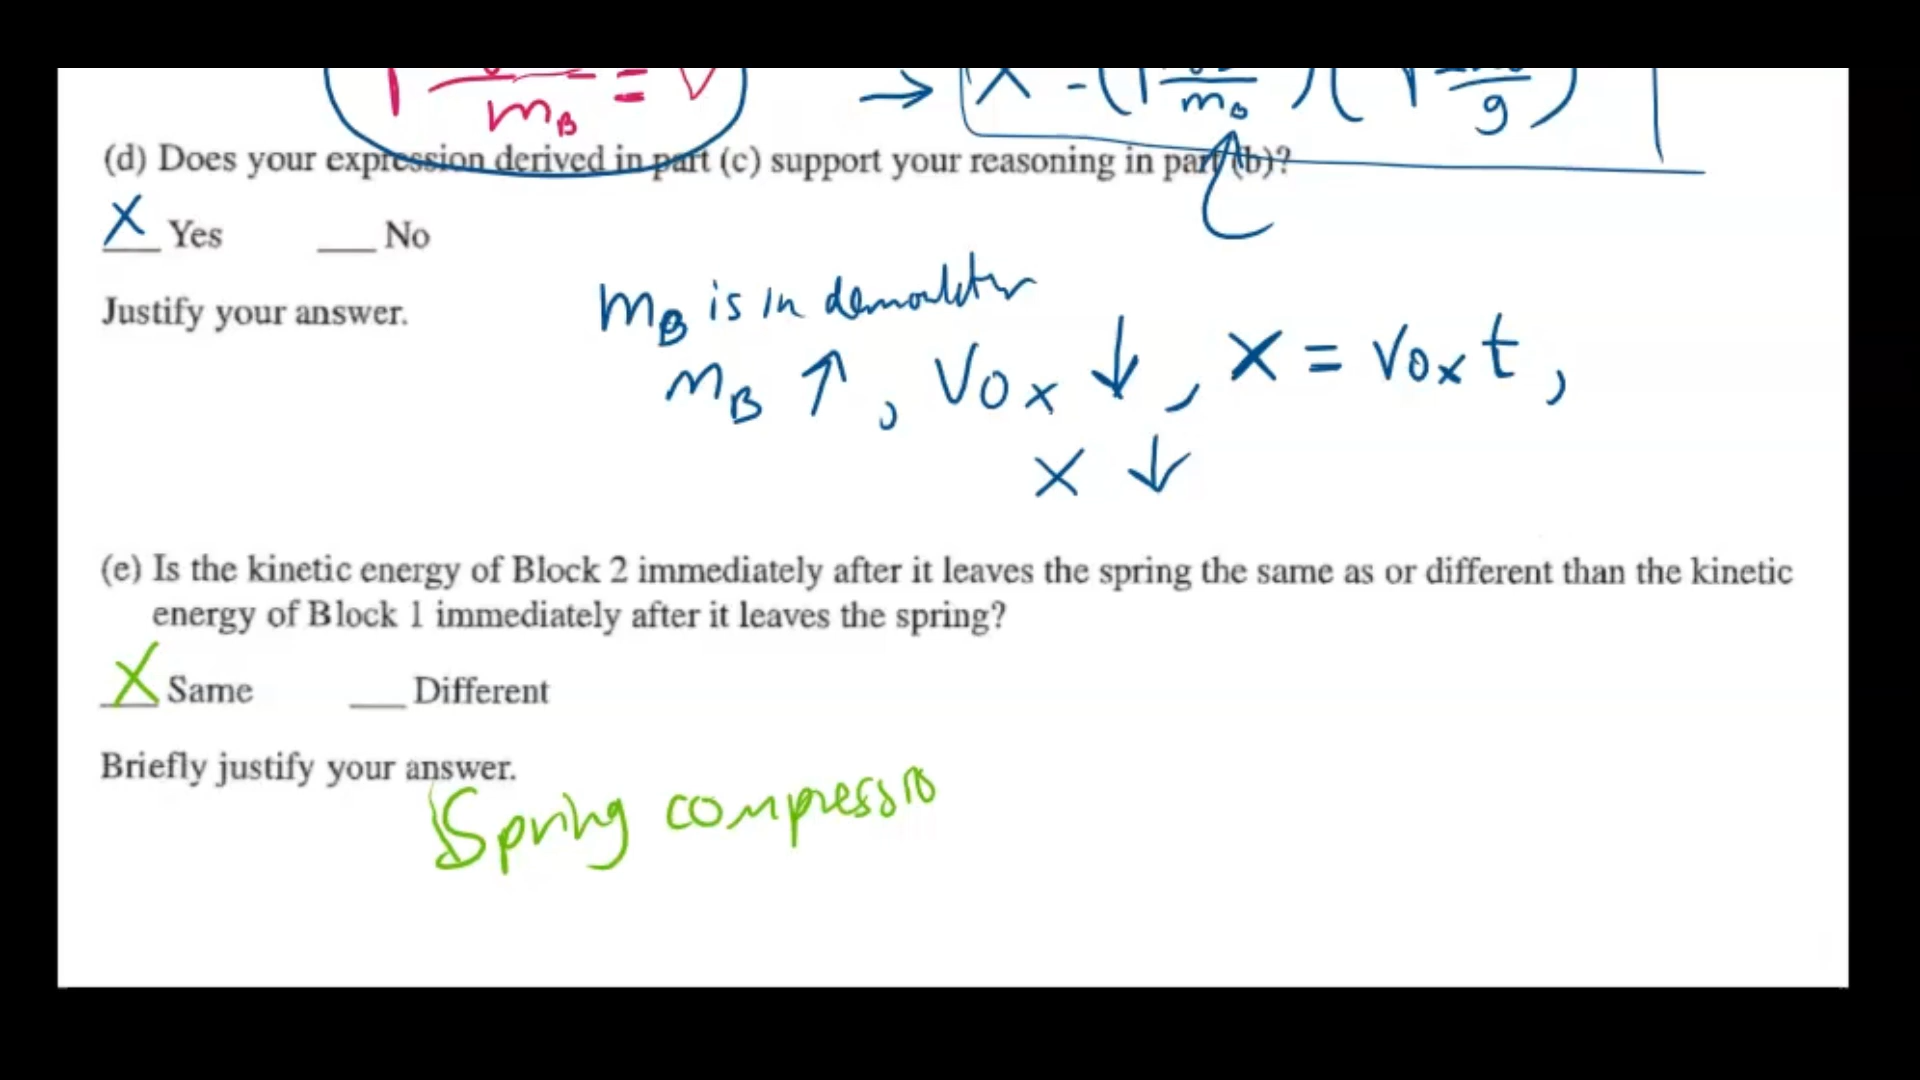 m_B = V → X - ( m_B ) ( g )
(d) Does your expression derived in part (c) support your reasoning in part (b)?
X Yes ___ No
Justify your answer.
m_B is in
m_B ↑, V0x ↓, X = V0x t,
X ↓
(e) Is the kinetic energy of Block 2 immediately after it leaves the spring the same as or different than the kinetic
energy of Block 1 immediately after it leaves the spring?
X Same ___ Different
Briefly justify your answer.
Spring compressio